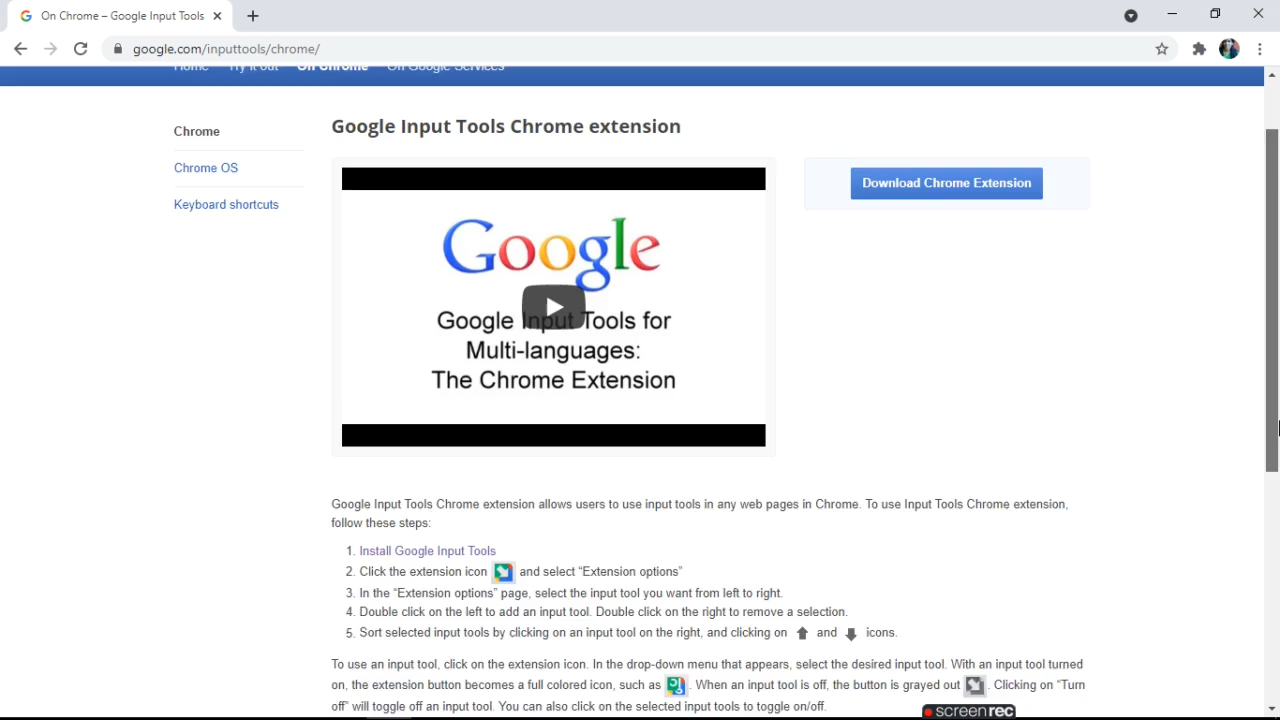 On Chrome – Google Input Tools
google.com/inputtools/chrome/
Home Try it out On Chrome On Google Services
Chrome
Chrome OS
Keyboard shortcuts
Google Input Tools Chrome extension
Download Chrome Extension
Google
Google Input Tools for
Multi-languages:
The Chrome Extension
Google Input Tools Chrome extension allows users to use input tools in any web pages in Chrome. To use Input Tools Chrome extension,
follow these steps:
1. Install Google Input Tools
2. Click the extension icon and select “Extension options”
3. In the “Extension options” page, select the input tool you want from left to right.
4. Double click on the left to add an input tool. Double click on the right to remove a selection.
5. Sort selected input tools by clicking on an input tool on the right, and clicking on and icons.
To use an input tool, click on the extension icon. In the drop-down menu that appears, select the desired input tool. With an input tool turned
on, the extension button becomes a full colored icon, such as . When an input tool is off, the button is grayed out . Clicking on “Turn
off” will toggle off an input tool. You can also click on the selected input tools to toggle on/off.
screenrec